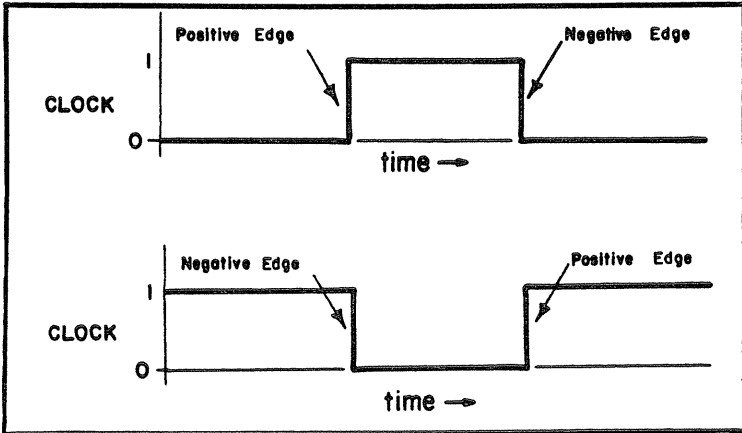 Positive Edge
Negative Edge
1
CLOCK
0
time →
Negative Edge
Positive Edge
1
CLOCK
0
time →